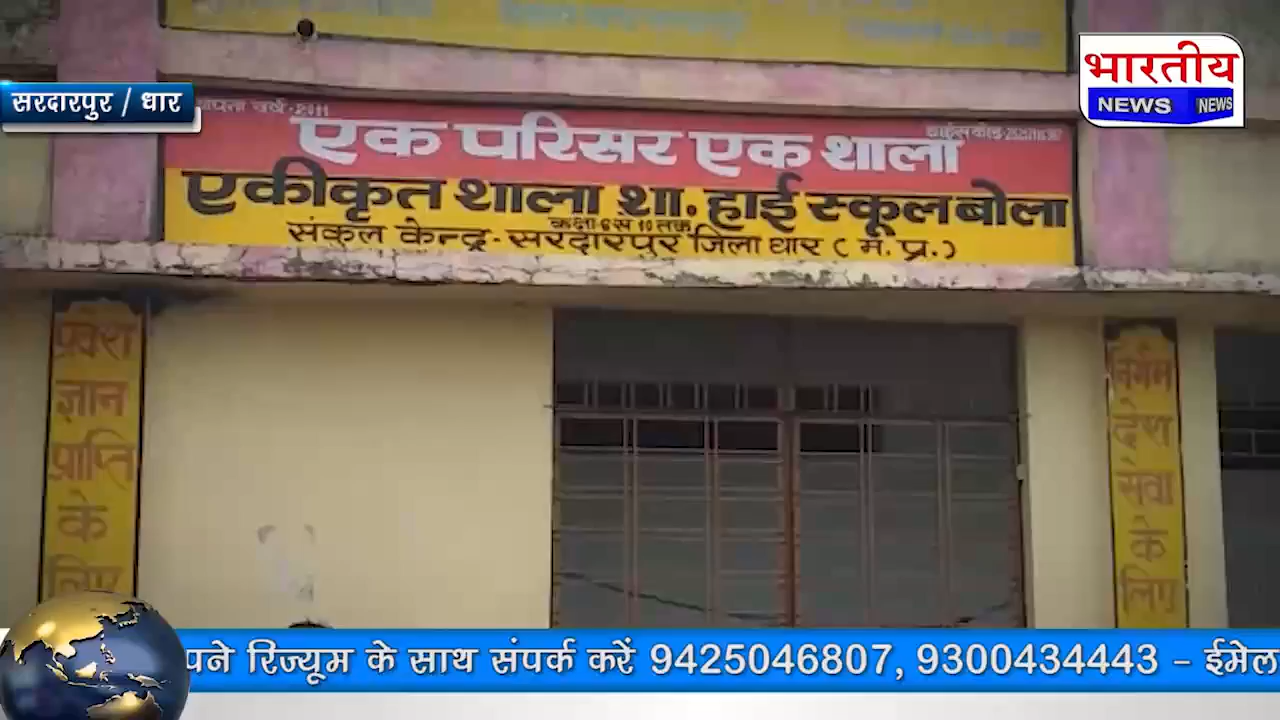 भारतीय
NEWS NEWS
सरदारपुर / धार
एक परिसर एक शाला
एकीकृत शाला शा. हाई स्कूल बोला
कक्षा 6 से 10 तक
संकुल केन्द्र - सरदारपुर जिला धार ( म. प्र. )
प्रवेश
ज्ञान
प्राप्ति
के
लिए
निर्गम
देश
सेवा
के
लिए
पने रिज्यूम के साथ संपर्क करें 9425046807, 9300434443 - ईमेल